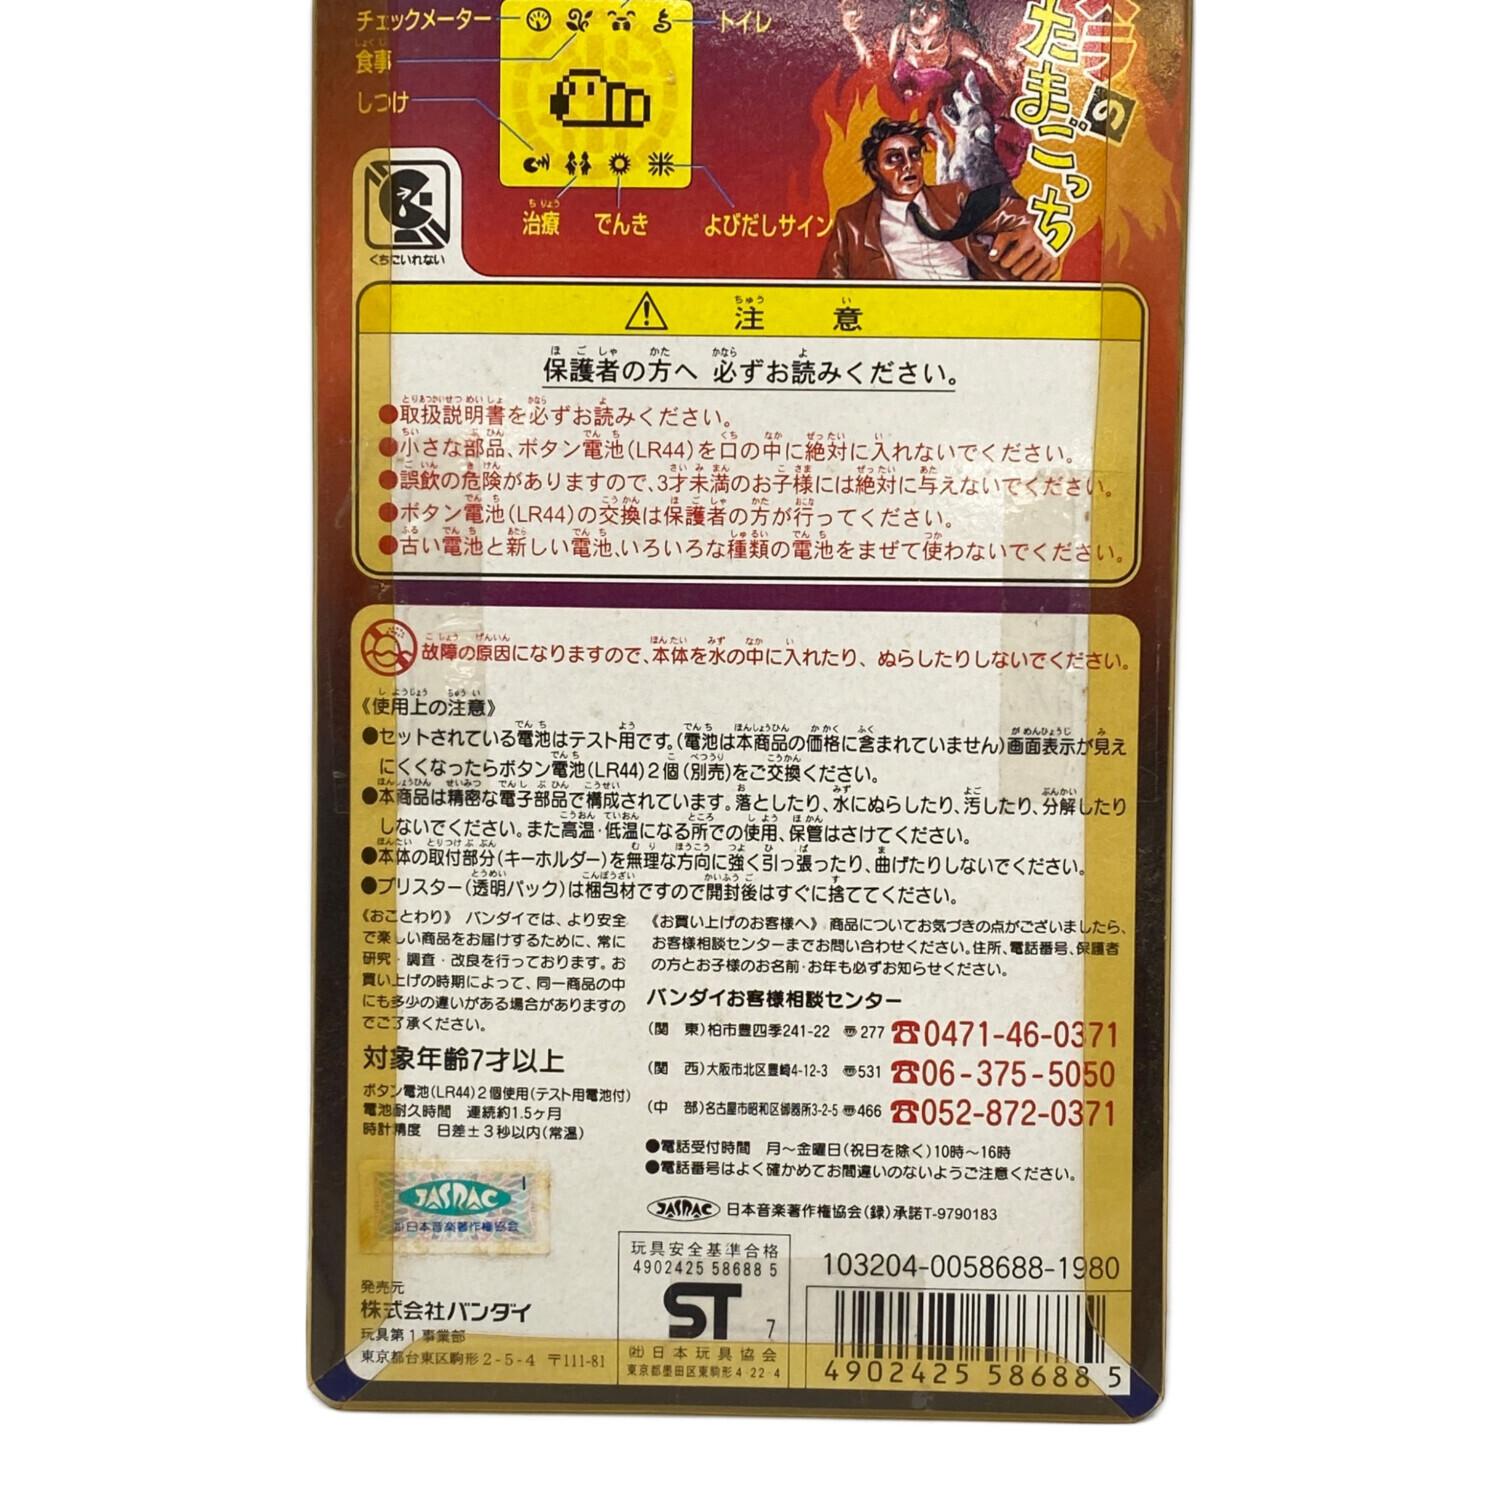 チェックメーター
トイレ
食事
しつけ
治療
でんき
よびだしサイン
のたまごっち
くちにいれない
注意
保護者の方へ 必ずお読みください。
●取扱説明書を必ずお読みください。
●小さな部品、ボタン電池(LR44)を口の中に絶対に入れないでください。
●誤飲の危険がありますので、3才未満のお子様には絶対に与えないでください。
●ボタン電池(LR44)の交換は保護者の方が行ってください。
●古い電池と新しい電池、いろいろな種類の電池をまぜて使わないでください。
故障の原因になりますので、本体を水の中に入れたり、ぬらしたりしないでください。
《使用上の注意》
●セットされている電池はテスト用です。(電池は本商品の価格に含まれていません)画面表示が見え
にくくなったらボタン電池(LR44)2個(別売)をご交換ください。
●本商品は精密な電子部品で構成されています。落としたり、水にぬらしたり、汚したり、分解したり
しないでください。また高温・低温になる所での使用、保管はさけてください。
●本体の取付部分(キーホルダー)を無理な方向に強く引っ張ったり、曲げたりしないでください。
●ブリスター(透明パック)は梱包材ですので開封後はすぐに捨ててください。
《おことわり》 バンダイでは、より安全
で楽しい商品をお届けするために、常に
研究・調査・改良を行っております。お
買い上げの時期によって、同一商品の中
にも多少の違いがある場合がありますの
でご了承ください。
対象年齢7才以上
ボタン電池(LR44)2個使用(テスト用電池付)
電池耐久時間 連続約1.5ヶ月
時計精度 日差±3秒以内(常温)
《お買い上げのお客様へ》 商品についてお気づきの点がございましたら、
お客様相談センターまでお問い合わせください。住所、電話番号、保護者
の方とお子様のお名前・お年も必ずお知らせください。
バンダイお客様相談センター
(関 東)柏市豊四季241-22 〠277 ☎0471-46-0371
(関 西)大阪市北区豊崎4-12-3 〠531 ☎06-375-5050
(中 部)名古屋市昭和区御器所3-2-5 〠466 ☎052-872-0371
●電話受付時間 月〜金曜日(祝日を除く)10時〜16時
●電話番号はよく確かめてお間違いのないようご注意ください。
JASRAC 日本音楽著作権協会(録)承諾T-9790183
JASRAC
日本音楽著作権協会
発売元
株式会社バンダイ
玩具第1事業部
東京都台東区駒形2-5-4 〒111-81
玩具安全基準合格
4902425 58688 5
ST 7
(社)日本玩具協会
東京都墨田区東駒形4-22-4
103204-0058688-1980
4902425 58688 5